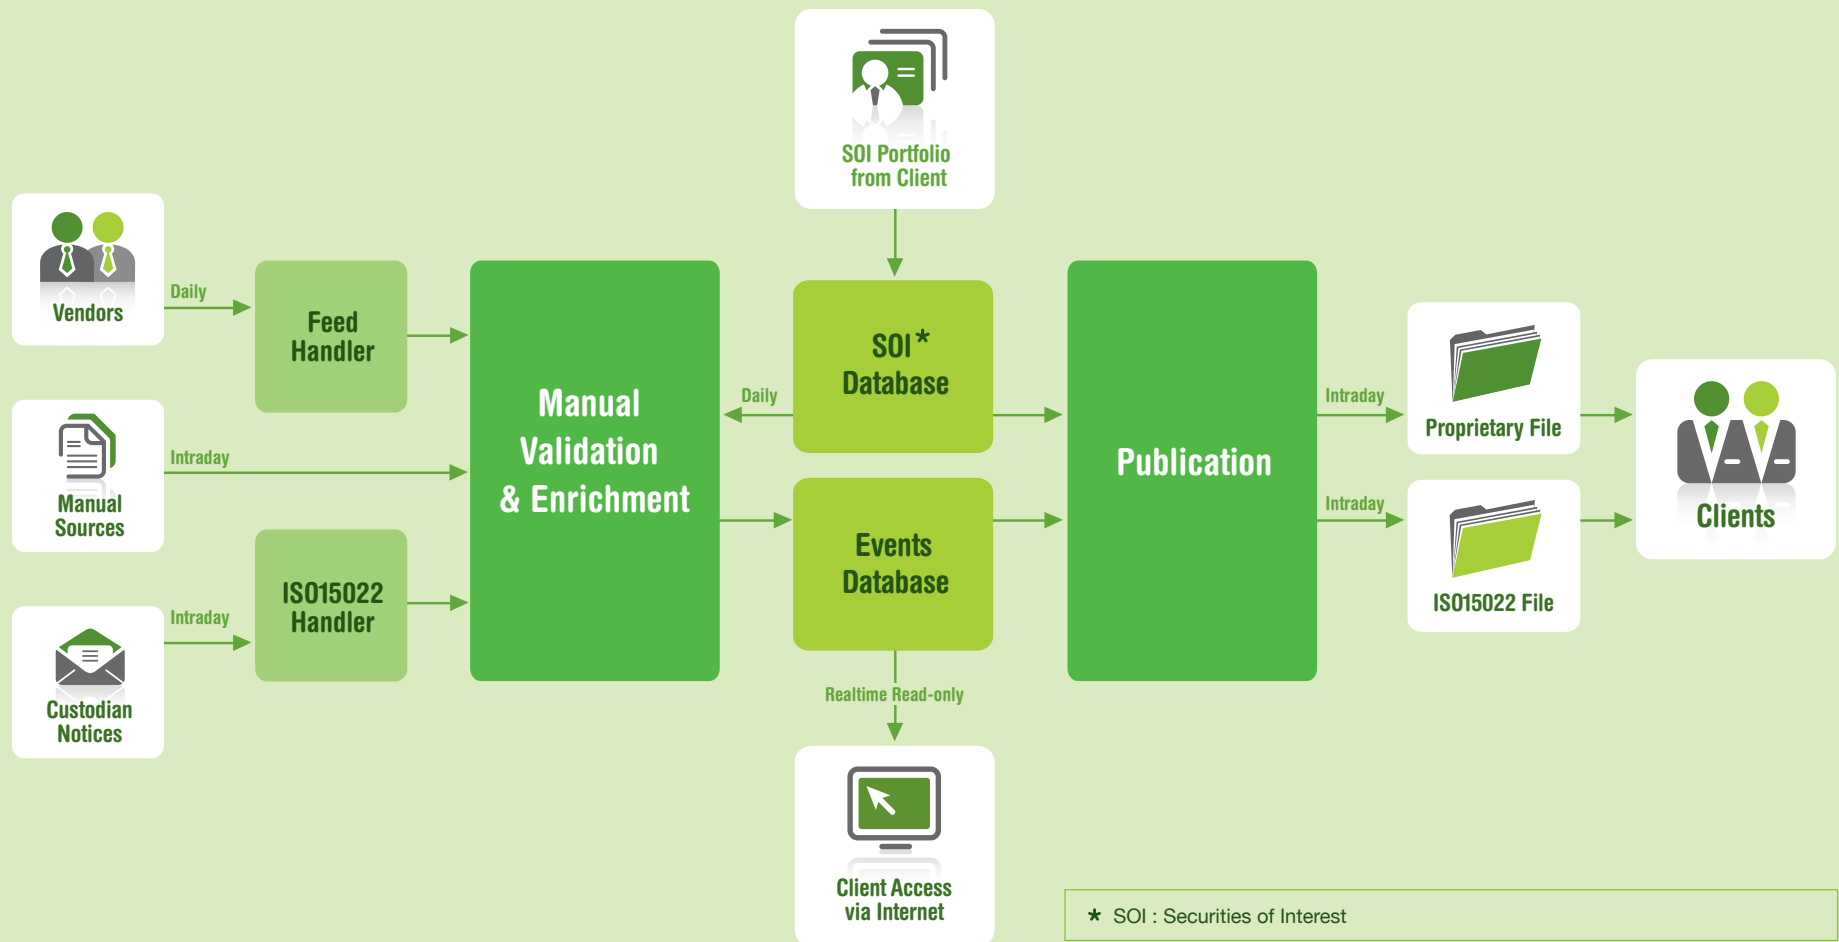 SOI Portfolio
from Client
Vendors
Daily
Feed
Handler
Manual
Sources
Intraday
Custodian
Notices
Intraday
ISO15022
Handler
Manual
Validation
& Enrichment
Daily
SOI*
Database
Events
Database
Realtime Read-only
Client Access
via Internet
Publication
Intraday
Proprietary File
Intraday
ISO15022 File
Clients
* SOI : Securities of Interest